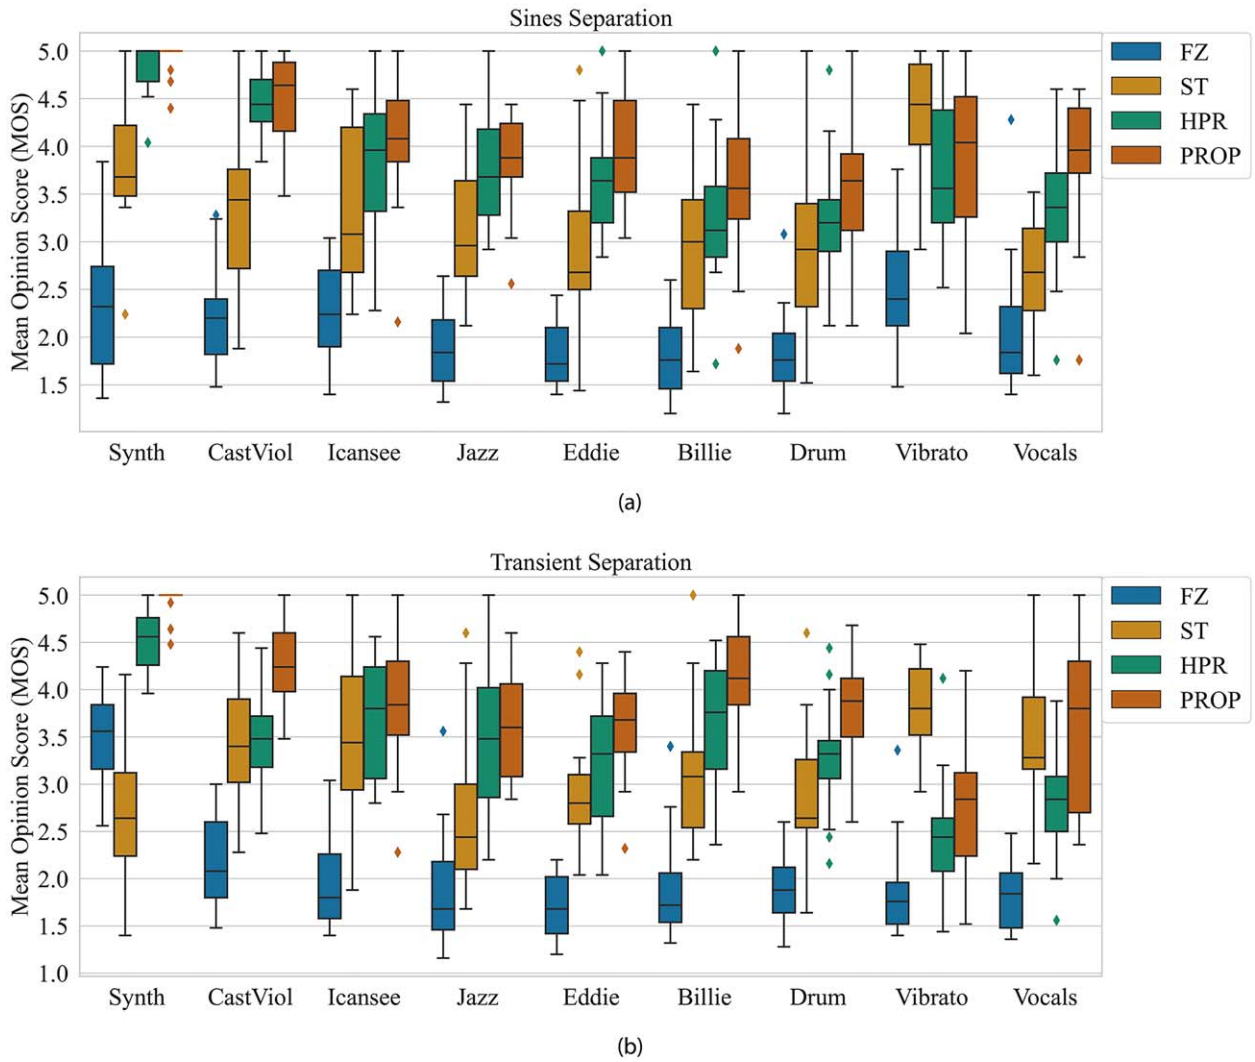 Sines Separation
Mean Opinion Score (MOS)
5.0
4.5
4.0
3.5
3.0
2.5
2.0
1.5
FZ
ST
HPR
PROP
Synth CastViol Icansee Jazz Eddie Billie Drum Vibrato Vocals
(a)
Transient Separation
Mean Opinion Score (MOS)
5.0
4.5
4.0
3.5
3.0
2.5
2.0
1.5
1.0
FZ
ST
HPR
PROP
Synth CastViol Icansee Jazz Eddie Billie Drum Vibrato Vocals
(b)